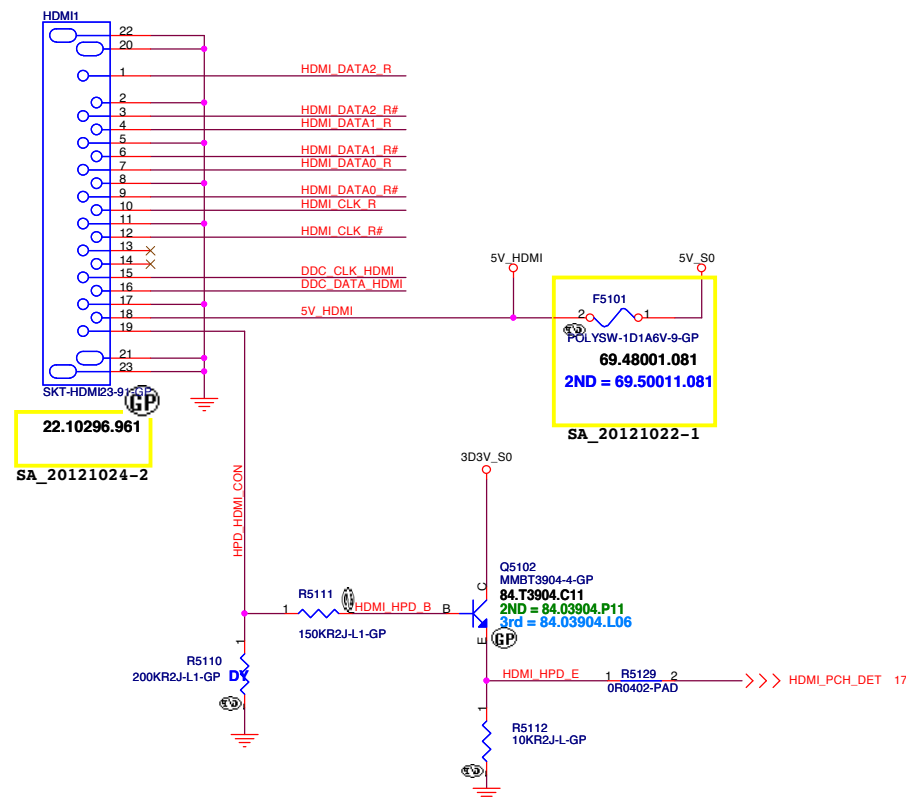 HDMI1
22
20
1 HDMI_DATA2_R
2
3 HDMI_DATA2_R#
4 HDMI_DATA1_R
5
6 HDMI_DATA1_R#
7 HDMI_DATA0_R
8
9 HDMI_DATA0_R#
10 HDMI_CLK_R
11
12 HDMI_CLK_R#
13
14
15 DDC_CLK_HDMI
16 DDC_DATA_HDMI
17
18 5V_HDMI
19
21
23
SKT-HDMI23-91-GP
GP
22.10296.961
SA_20121024-2
5V_HDMI
5V_S0
F5101
2 1
POLYSW-1D1A6V-9-GP
69.48001.081
2ND = 69.50011.081
SA_20121022-1
3D3V_S0
HPD_HDMI_CON
Q5102
MMBT3904-4-GP
84.T3904.C11
2ND = 84.03904.P11
3rd = 84.03904.L06
GP
C
B
E
R5111
1
HDMI_HPD_B
150KR2J-L1-GP
1
R5110
200KR2J-L1-GP
DY
HDMI_HPD_E
1 R5129 2
0R0402-PAD
HDMI_PCH_DET 17
1
R5112
10KR2J-L-GP